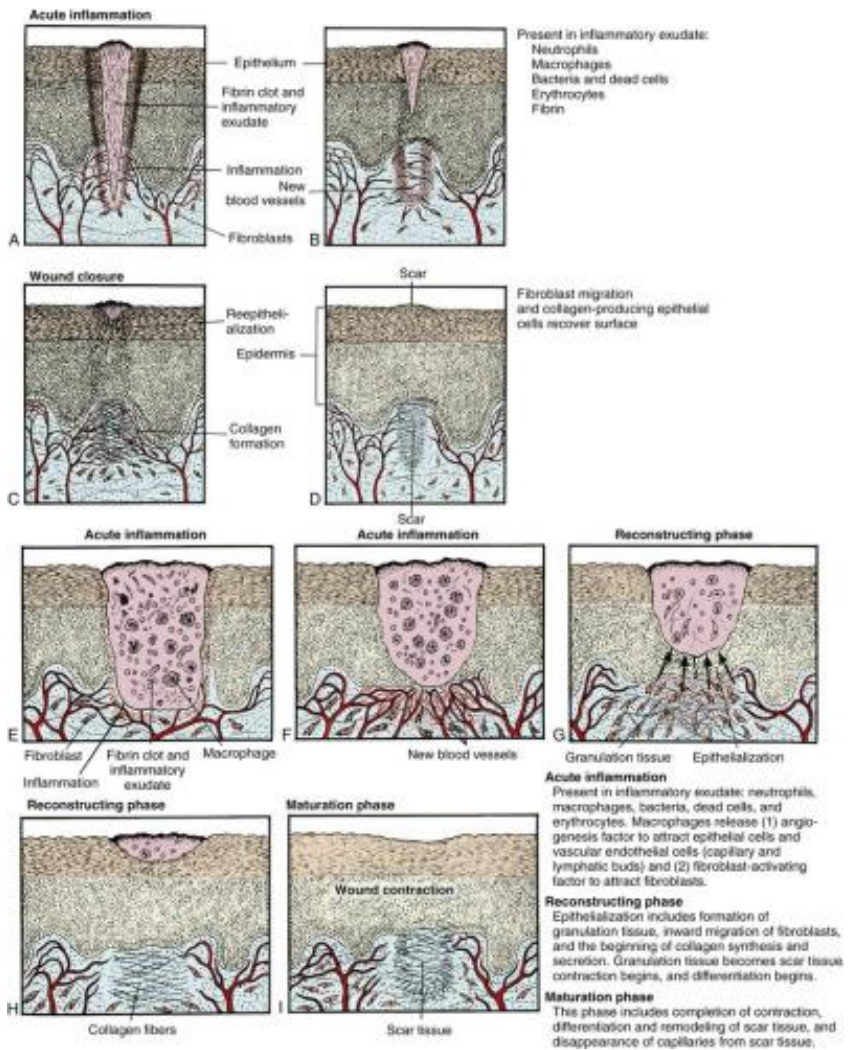 Acute inflammation
Epithelium
Fibrin clot and
inflammatory
exudate
Inflammation
New
blood vessels
Fibroblasts
A
B
Present in inflammatory exudate:
Neutrophils
Macrophages
Bacteria and dead cells
Erythrocytes
Fibrin
Wound closure
Reepitheli-
alization
Epidermis
Collagen
formation
C
Scar
D
Scar
Fibroblast migration
and collagen-producing epithelial
cells recover surface
Acute inflammation
E
Fibroblast
Inflammation
Fibrin clot and
inflammatory
exudate
Macrophage
Acute inflammation
F
New blood vessels
Reconstructing phase
G
Granulation tissue
Epithelialization
Reconstructing phase
H
Collagen fibers
Maturation phase
Wound contraction
I
Scar tissue
Acute inflammation
Present in inflammatory exudate: neutrophils,
macrophages, bacteria, dead cells, and
erythrocytes. Macrophages release (1) angio-
genesis factor to attract epithelial cells and
vascular endothelial cells (capillary and
lymphatic buds) and (2) fibroblast-activating
factor to attract fibroblasts.
Reconstructing phase
Epithelialization includes formation of
granulation tissue, inward migration of fibroblasts,
and the beginning of collagen synthesis and
secretion. Granulation tissue becomes scar tissue
contraction begins, and differentiation begins.
Maturation phase
This phase includes completion of contraction,
differentiation and remodeling of scar tissue, and
disappearance of capillaries from scar tissue.